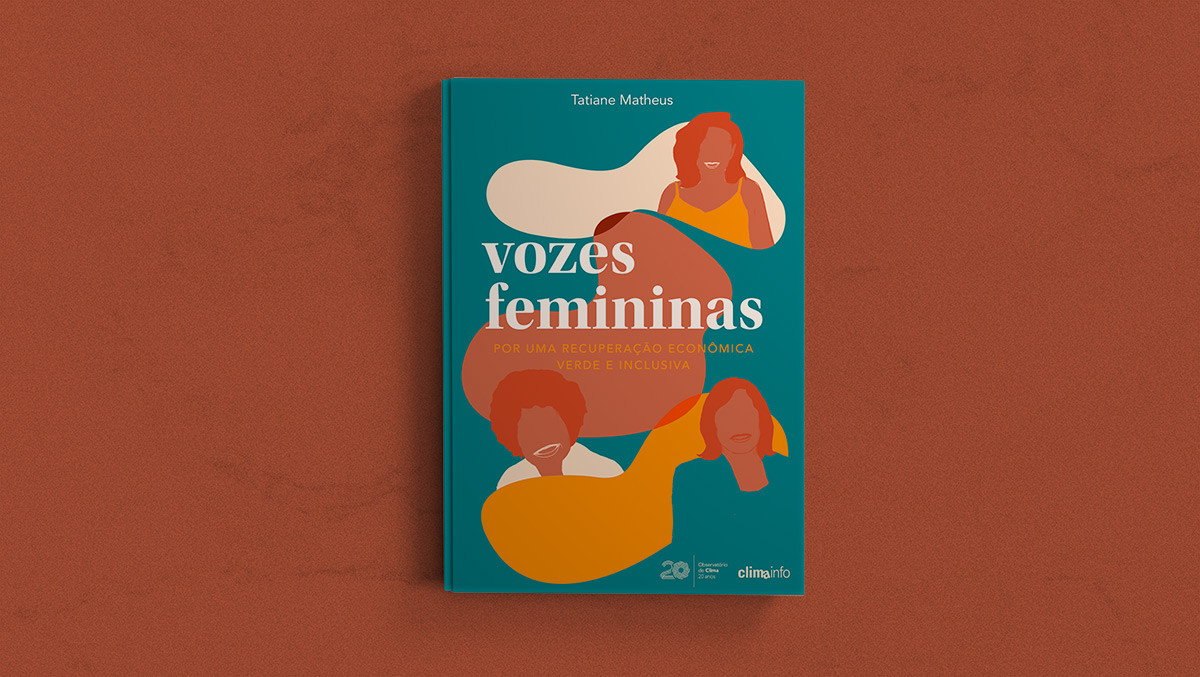 Tatiane Matheus
vozes
femininas
POR UMA RECUPERAÇÃO ECONÔMICA
VERDE E INCLUSIVA
20
Observatório
do Clima
20 anos
climainfo